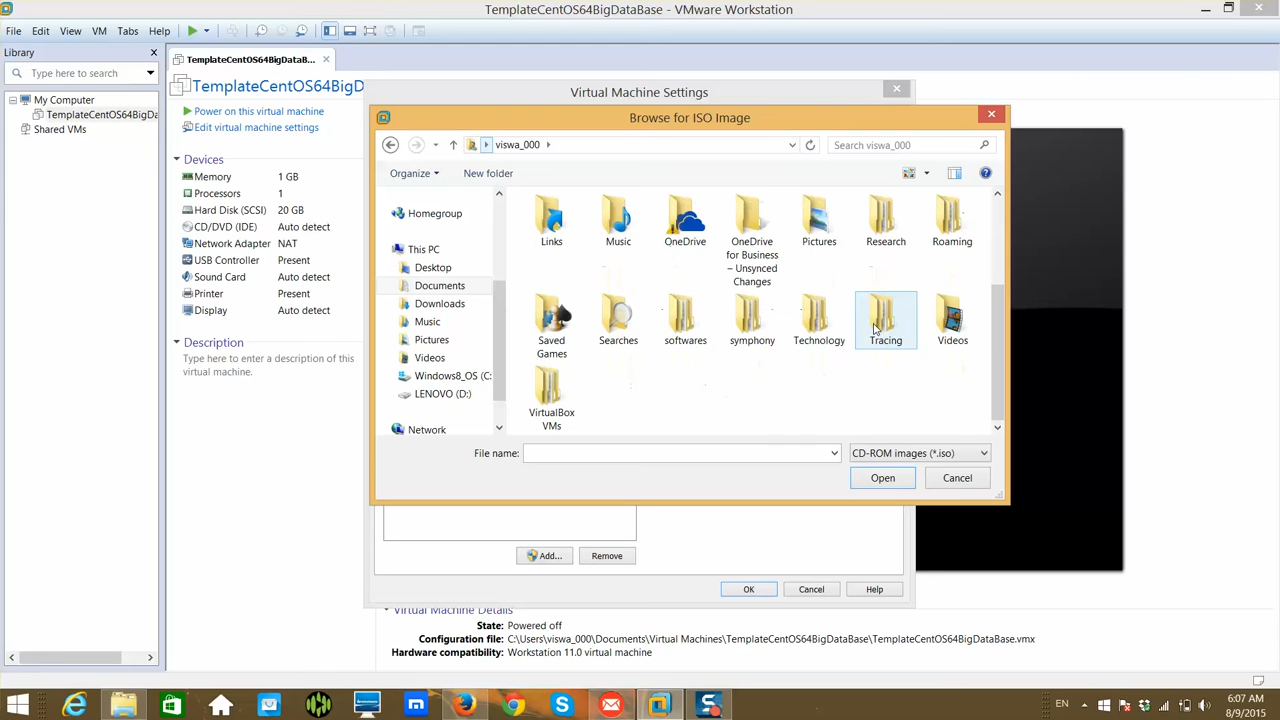 TemplateCentOS64BigDataBase - VMware Workstation
File Edit View VM Tabs Help
Library
TemplateCentOS64BigDataB...
Type here to search
TemplateCentOS64BigD
My Computer
TemplateCentOS64BigDa
Shared VMs
Power on this virtual machine
Edit virtual machine settings
Devices
Memory 1 GB
Processors 1
Hard Disk (SCSI) 20 GB
CD/DVD (IDE) Auto detect
Network Adapter NAT
USB Controller Present
Sound Card Auto detect
Printer Present
Display Auto detect
Description
Type here to enter a description of this
virtual machine.
Virtual Machine Settings
Browse for ISO Image
viswa_000
Search viswa_000
Organize
New folder
Homegroup
This PC
Desktop
Documents
Downloads
Music
Pictures
Videos
Windows8_OS (C:
LENOVO (D:)
Network
Links
Music
OneDrive
OneDrive
for Business
– Unsynced
Changes
Pictures
Research
Roaming
Saved
Games
Searches
softwares
symphony
Technology
Tracing
Videos
VirtualBox
VMs
File name:
CD-ROM images (*.iso)
Open
Cancel
Add...
Remove
OK
Cancel
Help
Virtual Machine Details
State: Powered off
Configuration file: C:\Users\viswa_000\Documents\Virtual Machines\TemplateCentOS64BigDataBase\TemplateCentOS64BigDataBase.vmx
Hardware compatibility: Workstation 11.0 virtual machine
EN
6:07 AM
8/9/2015